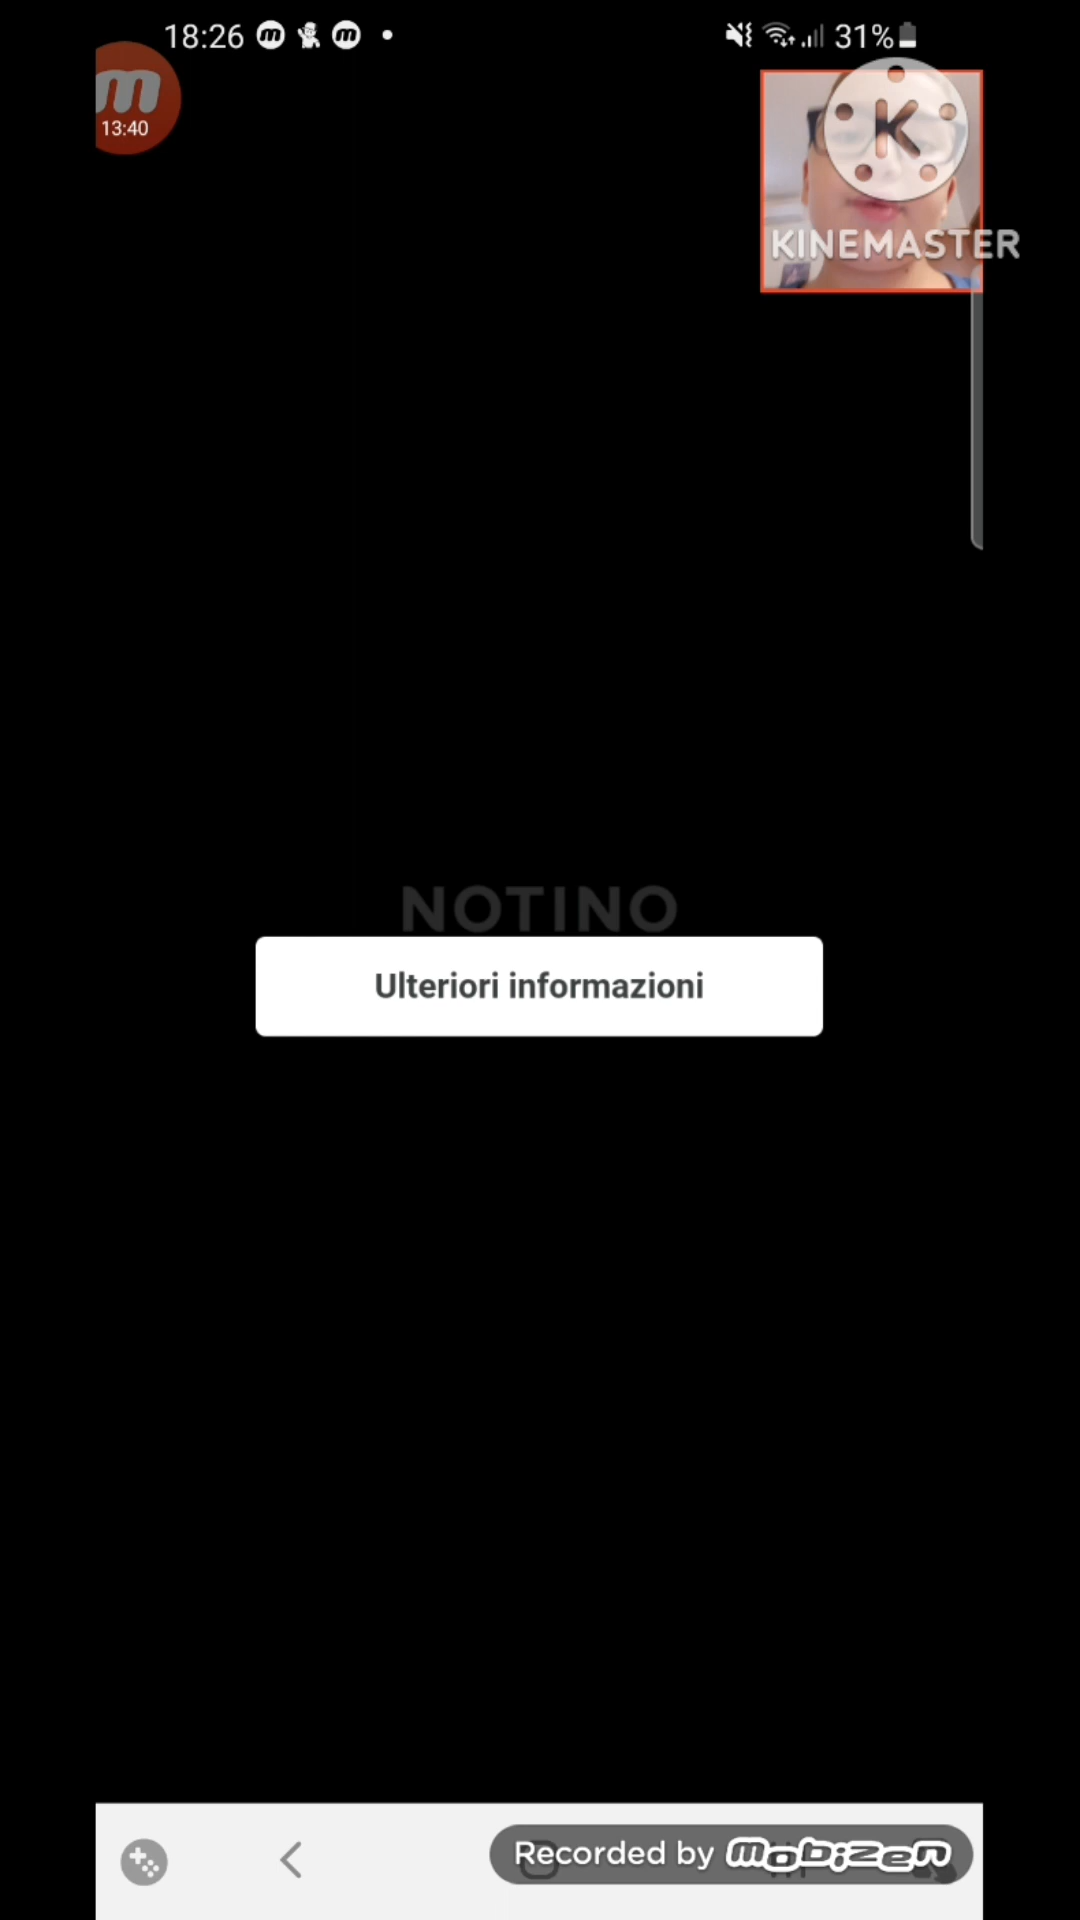 18:26 m m 31%
m
13:40
K
KINEMASTER
NOTINO
Ulteriori informazioni
Recorded by mobizen